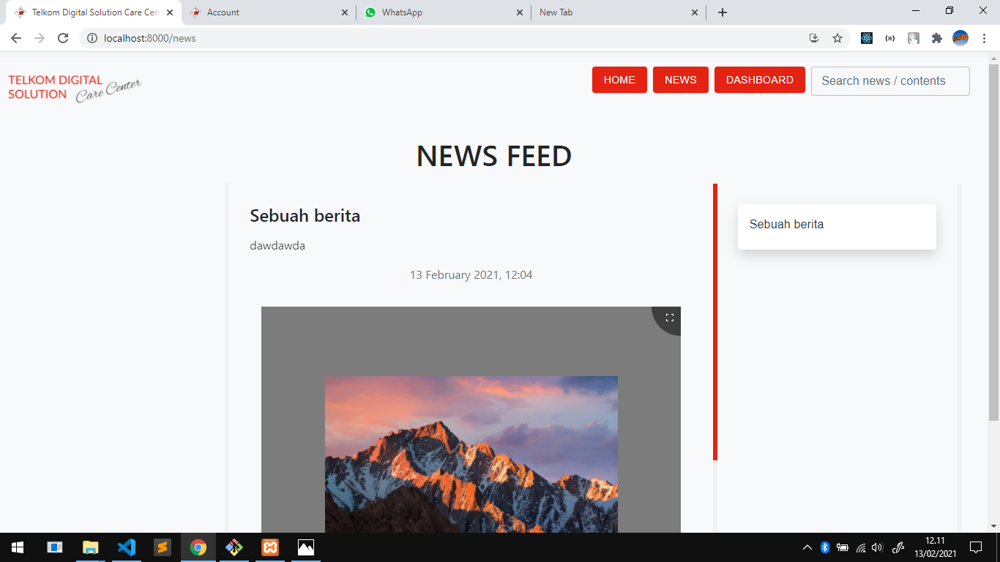 Telkom Digital Solution Care Cen
Account
WhatsApp
New Tab
localhost:8000/news
TELKOM DIGITAL
SOLUTION Care Center
HOME
NEWS
DASHBOARD
Search news / contents
NEWS FEED
Sebuah berita
dawdawda
13 February 2021, 12:04
Sebuah berita
12.11
13/02/2021